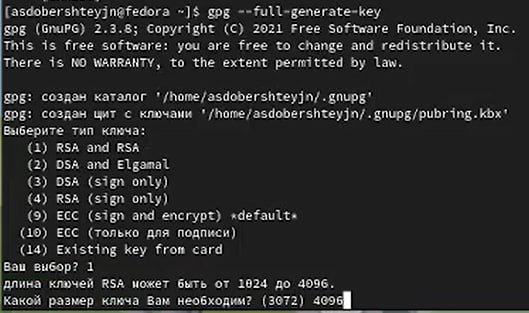 [asdobershteyjn@fedora ~]$ gpg --full-generate-key
gpg (GnuPG) 2.3.8; Copyright (C) 2021 Free Software Foundation, Inc.
This is free software: you are free to change and redistribute it.
There is NO WARRANTY, to the extent permitted by law.
gpg: создан каталог '/home/asdobershteyjn/.gnupg'
gpg: создан щит с ключами '/home/asdobershteyjn/.gnupg/pubring.kbx'
Выберите тип ключа:
(1) RSA and RSA
(2) DSA and Elgamal
(3) DSA (sign only)
(4) RSA (sign only)
(9) ECC (sign and encrypt) *default*
(10) ECC (только для подписи)
(14) Existing key from card
Ваш выбор? 1
длина ключей RSA может быть от 1024 до 4096.
Какой размер ключа Вам необходим? (3072) 4096